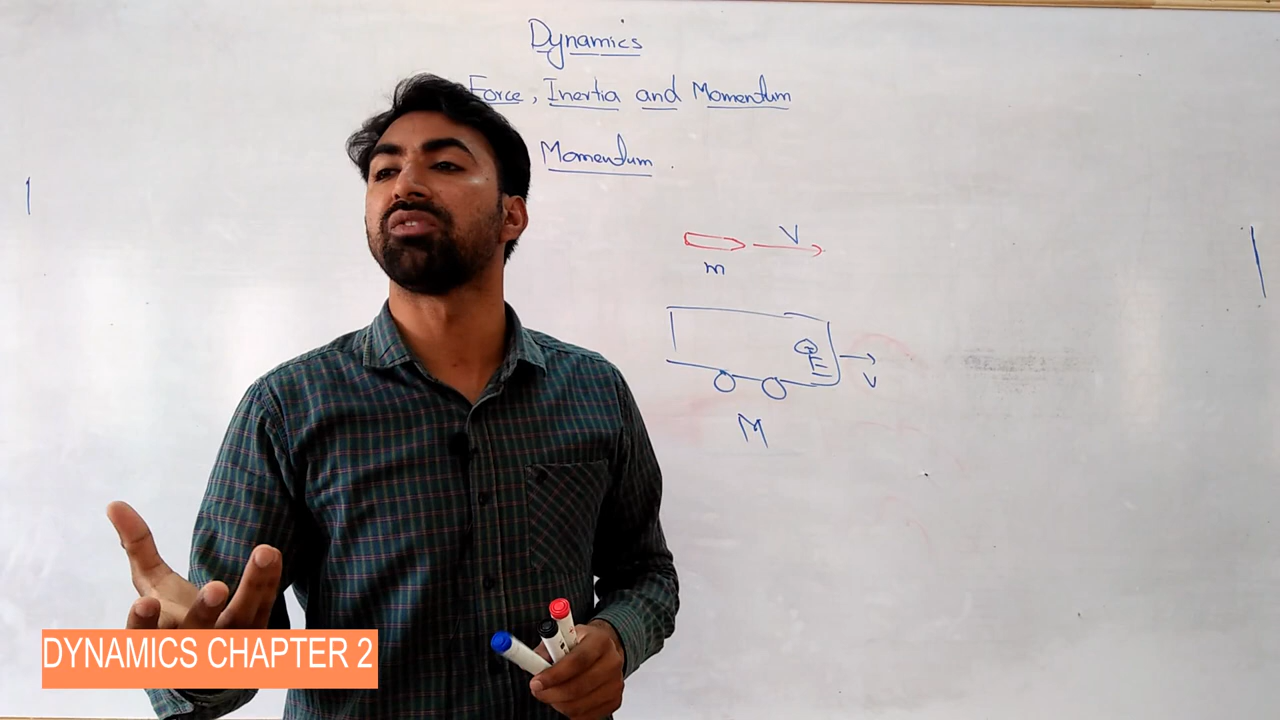 Dynamics
Force, Inertia and Momentum
Momentum
V
m
V
M
DYNAMICS CHAPTER 2